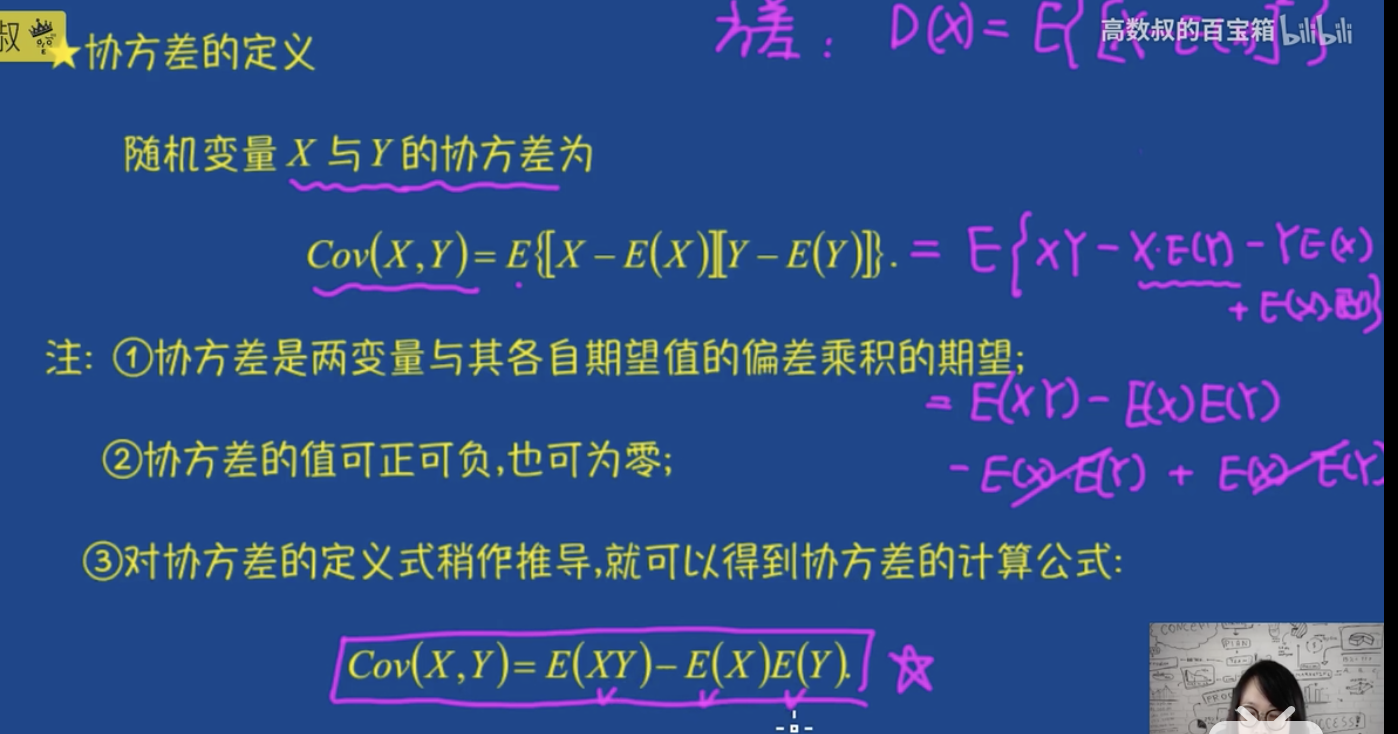 叔
方差: D(X)= E{[X-E(X)]²}
高数叔的百宝箱 bilibili
★协方差的定义
随机变量 X 与 Y 的协方差为
Cov(X,Y)= E{[X-E(X)][Y-E(Y)]}. = E{XY-X·E(Y)-YE(X)
+ E(X)E(Y)}
注: ①协方差是两变量与其各自期望值的偏差乘积的期望;
= E(XY)- E(X)E(Y)
②协方差的值可正可负,也可为零;
- E(X)E(Y) + E(X)E(Y)
③对协方差的定义式稍作推导,就可以得到协方差的计算公式:
Cov(X,Y)= E(XY)-E(X)E(Y).
CONCEPT
PLAN